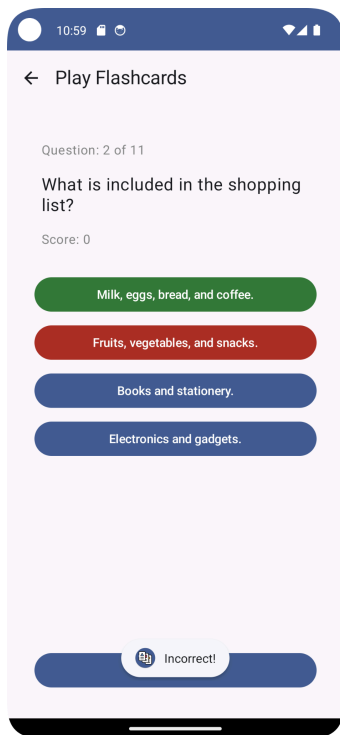 10:59
Play Flashcards
Question: 2 of 11
What is included in the shopping
list?
Score: 0
Milk, eggs, bread, and coffee.
Fruits, vegetables, and snacks.
Books and stationery.
Electronics and gadgets.
Incorrect!